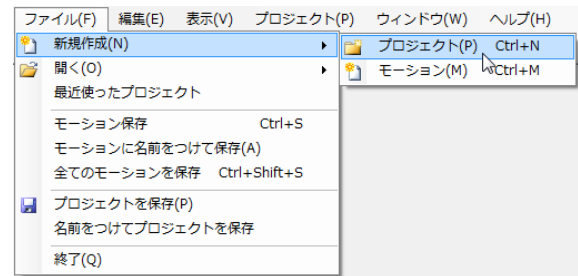 ファイル(F) 編集(E) 表示(V) プロジェクト(P) ウィンドウ(W) ヘルプ(H)
新規作成(N)
プロジェクト(P) Ctrl+N
開く(O)
モーション(M) Ctrl+M
最近使ったプロジェクト
モーション保存 Ctrl+S
モーションに名前をつけて保存(A)
全てのモーションを保存 Ctrl+Shift+S
プロジェクトを保存(P)
名前をつけてプロジェクトを保存
終了(Q)